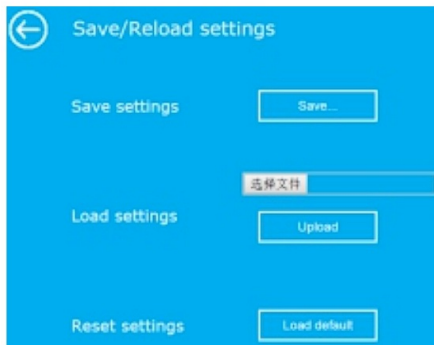 Save/Reload settings
Save settings
Save...
选择文件
Load settings
Upload
Reset settings
Load default